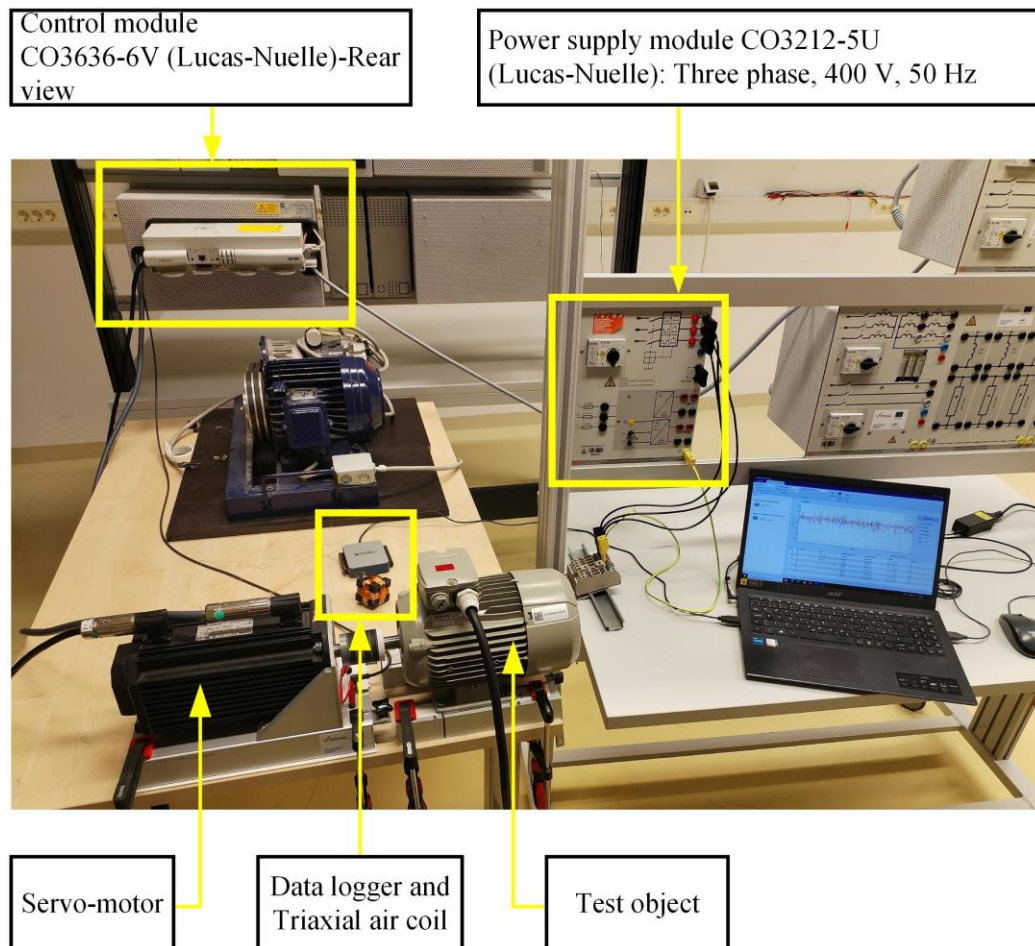 Control module
CO3636-6V (Lucas-Nuelle)-Rear
view
Power supply module CO3212-5U
(Lucas-Nuelle): Three phase, 400 V, 50 Hz
Servo-motor
Data logger and
Triaxial air coil
Test object